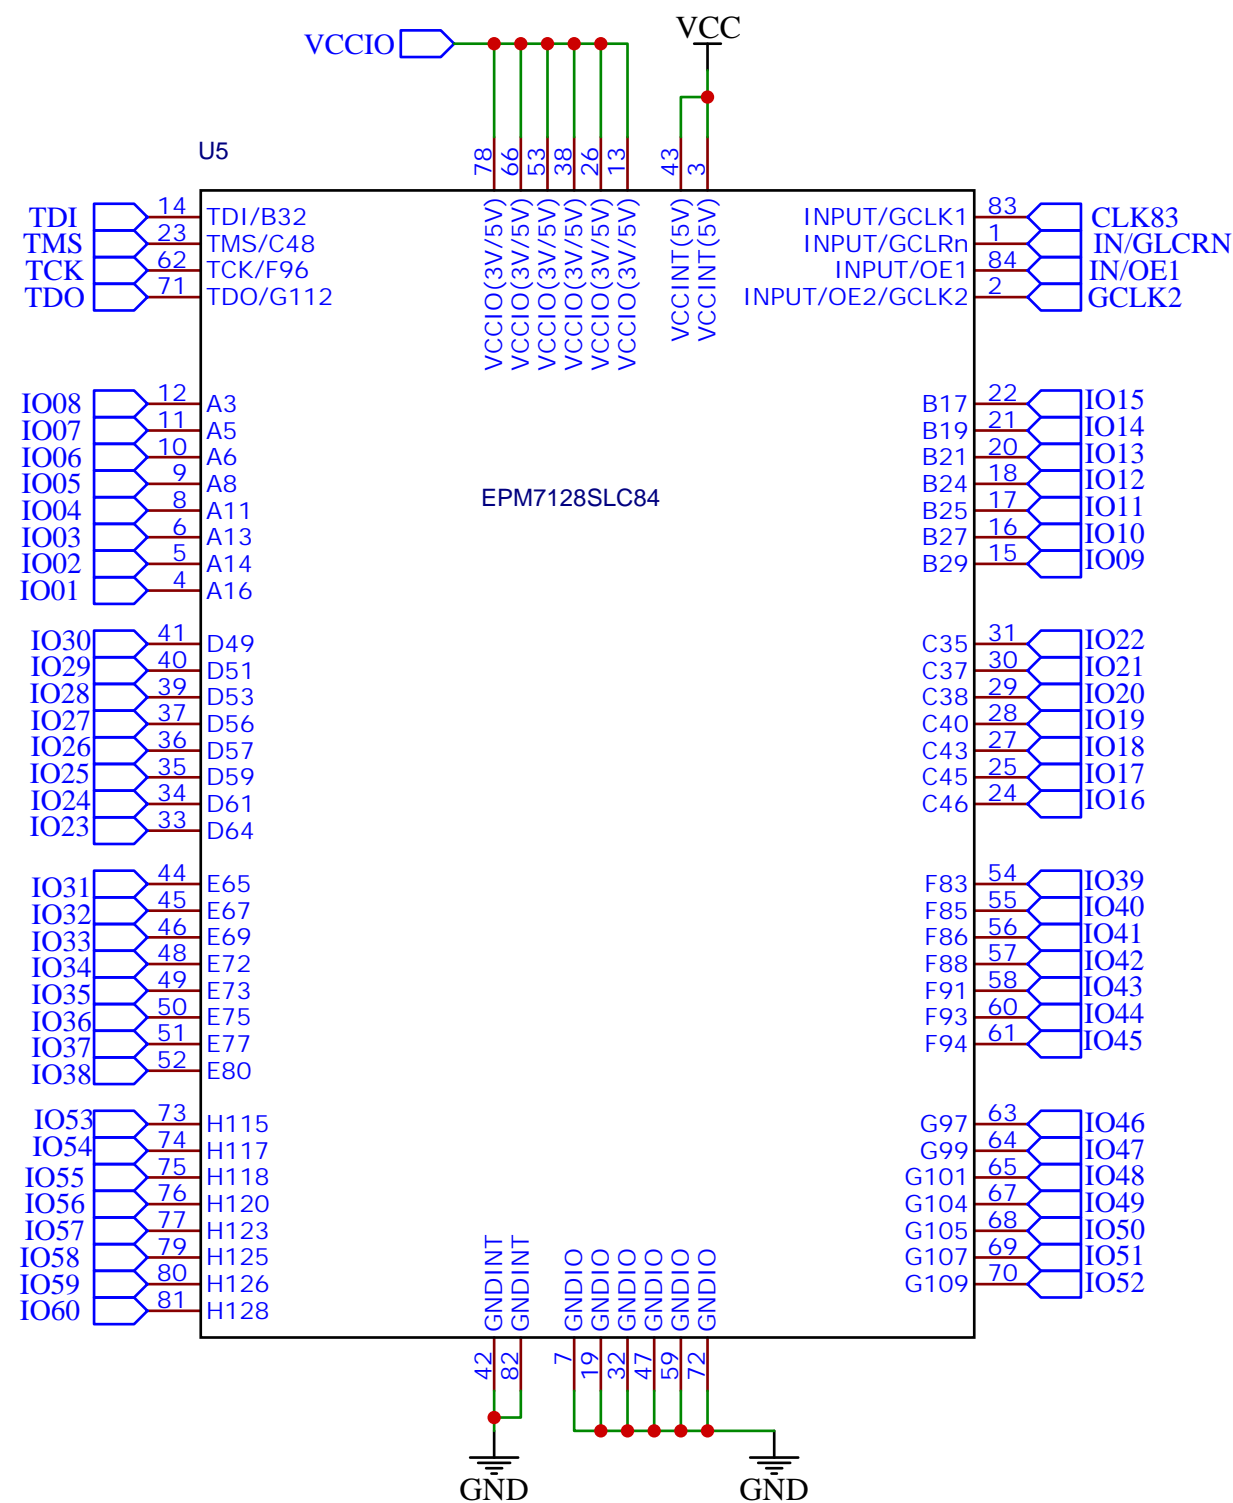 VCCIO VCC
U5
78 66 53 38 26 13 43 3
VCCIO(3V/5V) VCCIO(3V/5V) VCCIO(3V/5V) VCCIO(3V/5V) VCCIO(3V/5V) VCCIO(3V/5V) VCCINT(5V) VCCINT(5V)
TDI 14 TDI/B32 INPUT/GCLK1 83 CLK83
TMS 23 TMS/C48 INPUT/GCLRn 1 IN/GLCRN
TCK 62 TCK/F96 INPUT/OE1 84 IN/OE1
TDO 71 TDO/G112 INPUT/OE2/GCLK2 2 GCLK2
IO08 12 A3 B17 22 IO15
IO07 11 A5 B19 21 IO14
IO06 10 A6 B21 20 IO13
IO05 9 A8 B24 18 IO12
EPM7128SLC84
IO04 8 A11 B25 17 IO11
IO03 6 A13 B27 16 IO10
IO02 5 A14 B29 15 IO09
IO01 4 A16
IO30 41 D49 C35 31 IO22
IO29 40 D51 C37 30 IO21
IO28 39 D53 C38 29 IO20
IO27 37 D56 C40 28 IO19
IO26 36 D57 C43 27 IO18
IO25 35 D59 C45 25 IO17
IO24 34 D61 C46 24 IO16
IO23 33 D64
IO31 44 E65 F83 54 IO39
IO32 45 E67 F85 55 IO40
IO33 46 E69 F86 56 IO41
IO34 48 E72 F88 57 IO42
IO35 49 E73 F91 58 IO43
IO36 50 E75 F93 60 IO44
IO37 51 E77 F94 61 IO45
IO38 52 E80
IO53 73 H115 G97 63 IO46
IO54 74 H117 G99 64 IO47
IO55 75 H118 G101 65 IO48
IO56 76 H120 G104 67 IO49
IO57 77 H123 G105 68 IO50
IO58 79 H125 G107 69 IO51
IO59 80 H126 G109 70 IO52
IO60 81 H128
GNDINT GNDINT GNDIO GNDIO GNDIO GNDIO GNDIO GNDIO
42 82 7 19 32 47 59 72
GND GND